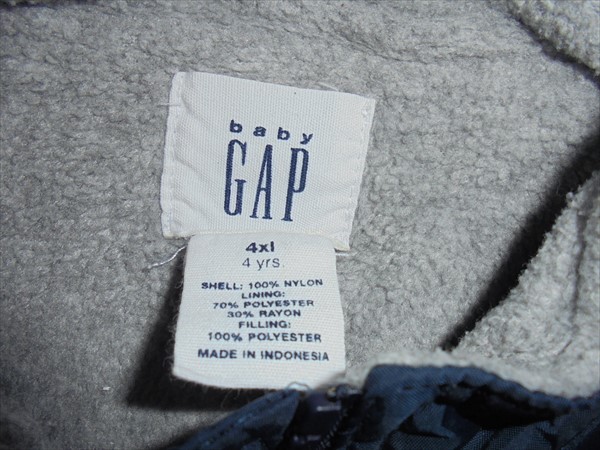 baby
GAP
4xl
4 yrs.
SHELL: 100% NYLON
LINING:
70% POLYESTER
30% RAYON
FILLING:
100% POLYESTER
MADE IN INDONESIA